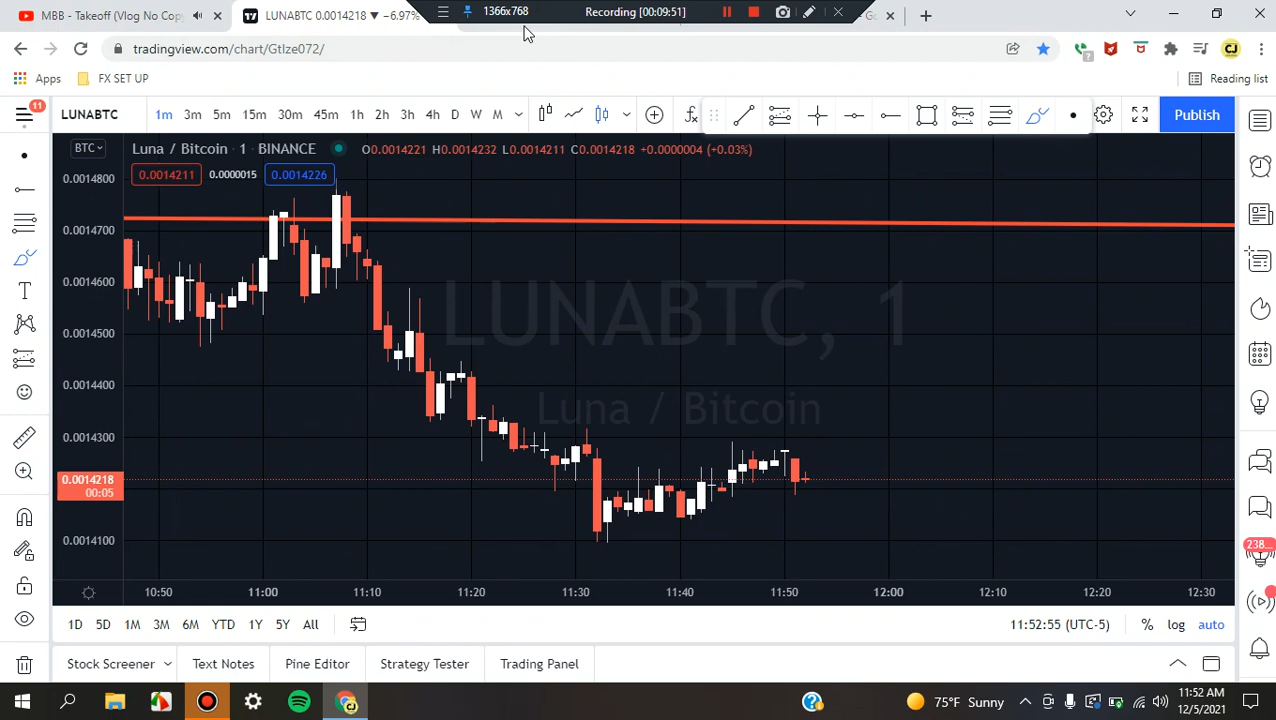 MBB - Takeoff (Vlog No Copy
LUNABTC 0.0014218 ▼ −6.97%
1366x768
Recording [00:09:51]
tradingview.com/chart/GtIze072/
Apps
FX SET UP
Reading list
11
LUNABTC
1m 3m 5m 15m 30m 45m 1h 2h 3h 4h D W M
Publish
BTC
Luna / Bitcoin · 1 · BINANCE
O0.0014221 H0.0014232 L0.0014211 C0.0014218 +0.0000004 (+0.03%)
0.0014211
0.0000015
0.0014226
0.0014800
0.0014700
0.0014600
0.0014500
0.0014400
0.0014300
0.0014218
00:05
0.0014100
LUNABTC, 1
Luna / Bitcoin
238...
10:50 11:00 11:10 11:20 11:30 11:40 11:50 12:00 12:10 12:20 12:30
1D 5D 1M 3M 6M YTD 1Y 5Y All
11:52:55 (UTC-5)
% log auto
Stock Screener
Text Notes
Pine Editor
Strategy Tester
Trading Panel
75°F Sunny
11:52 AM
12/5/2021